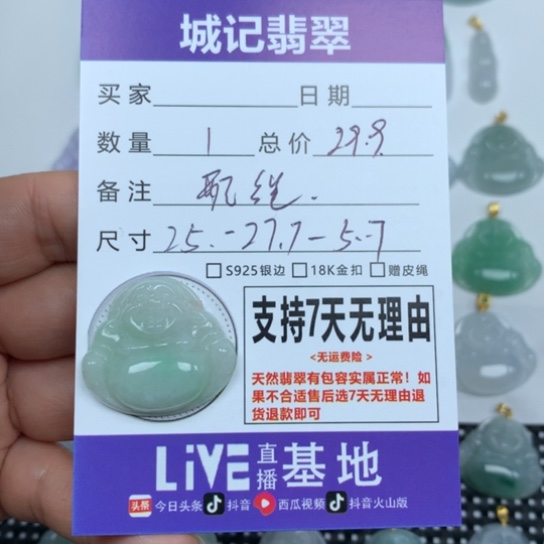 城记翡翠
买家 日期
数量 1 总价 29.9
备注 配绳.
尺寸 25.-27.7-5.7
S925银边 18K金扣 赠皮绳
支持7天无理由
<无运费险>
天然翡翠有包容实属正常！如
果不合适售后选7天无理由退
货退款即可
LiVE 直播 基地
头条 今日头条 抖音 西瓜视频 抖音火山版